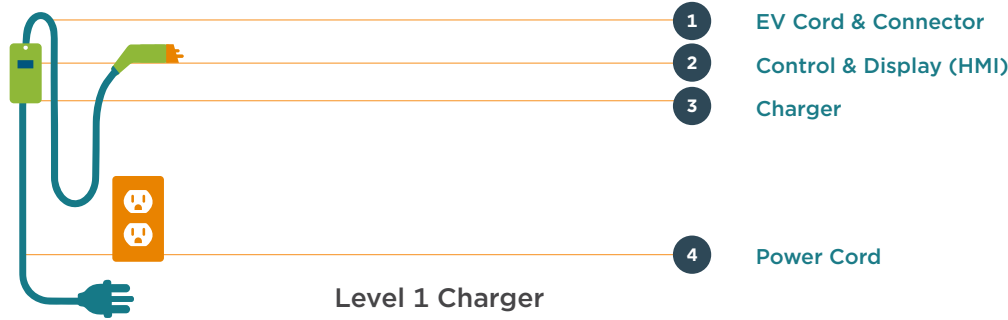 1 EV Cord & Connector
2 Control & Display (HMI)
3 Charger
4 Power Cord
Level 1 Charger